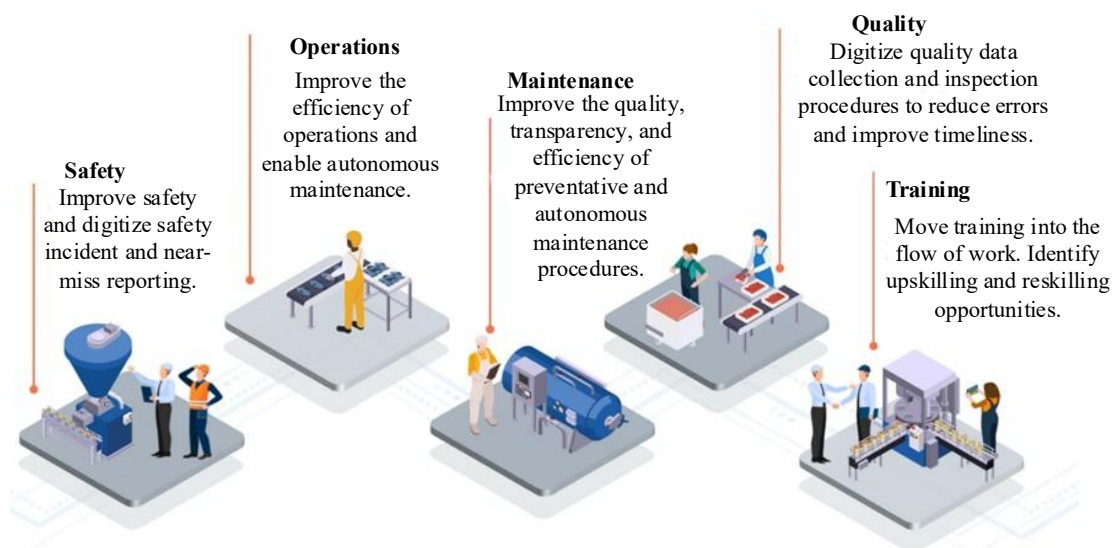 Safety
Improve safety
and digitize safety
incident and near-
miss reporting.
Operations
Improve the
efficiency of
operations and
enable autonomous
maintenance.
Maintenance
Improve the quality,
transparency, and
efficiency of
preventative and
autonomous
maintenance
procedures.
Quality
Digitize quality data
collection and inspection
procedures to reduce errors
and improve timeliness.
Training
Move training into the
flow of work. Identify
upskilling and reskilling
opportunities.